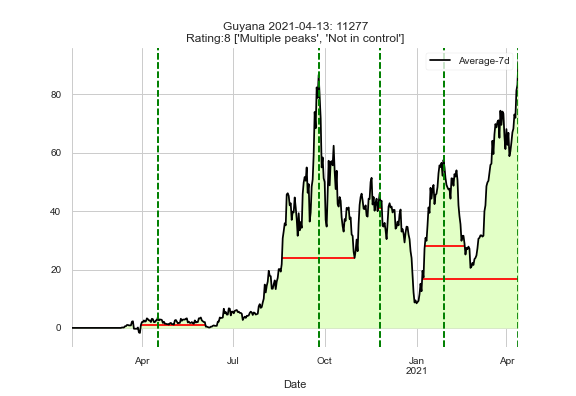 Guyana 2021-04-13: 11277
Rating:8 ['Multiple peaks', 'Not in control']
Average-7d
80
60
40
20
0
Apr Jul Oct Jan Apr
2021
Date